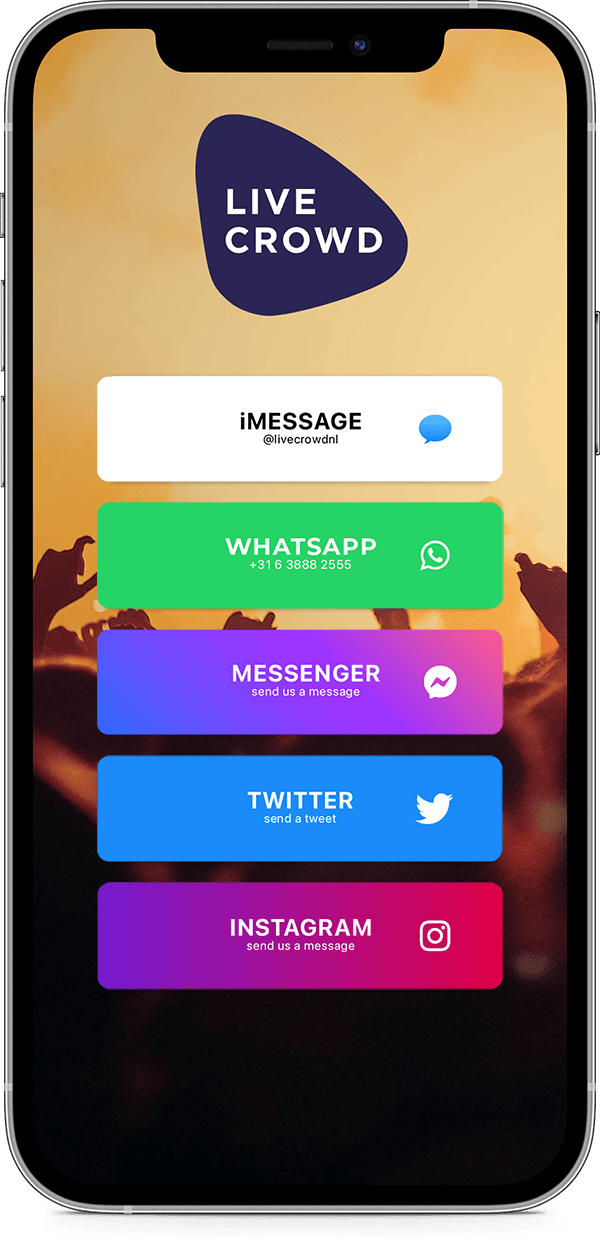 LIVE
CROWD
iMESSAGE
@livecrowdnl
WHATSAPP
+31 6 3888 2555
MESSENGER
send us a message
TWITTER
send a tweet
INSTAGRAM
send us a message